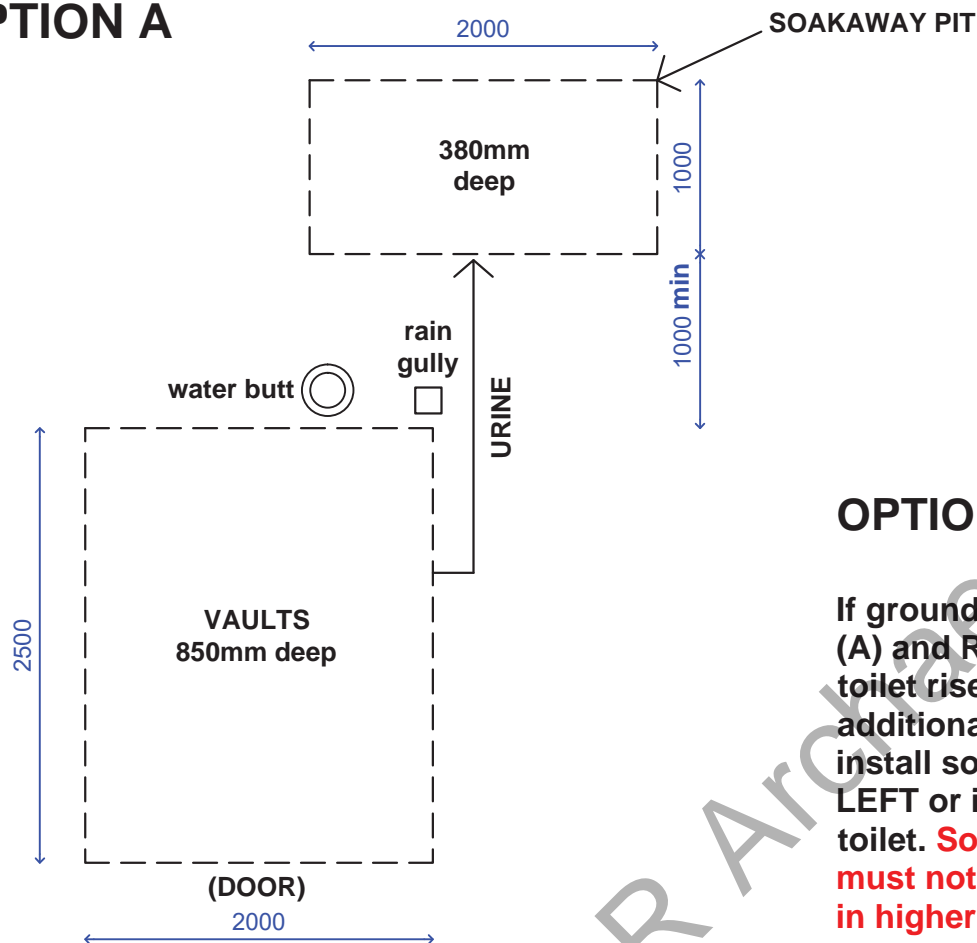 PTION A
2000
SOAKAWAY PIT
380mm
deep
1000
1000 min
rain
gully
water butt
URINE
2500
VAULTS
850mm deep
(DOOR)
2000
OPTIO
If ground
(A) and R
toilet rise
additiona
install so
LEFT or i
toilet. So
must not
in higher
R Archae